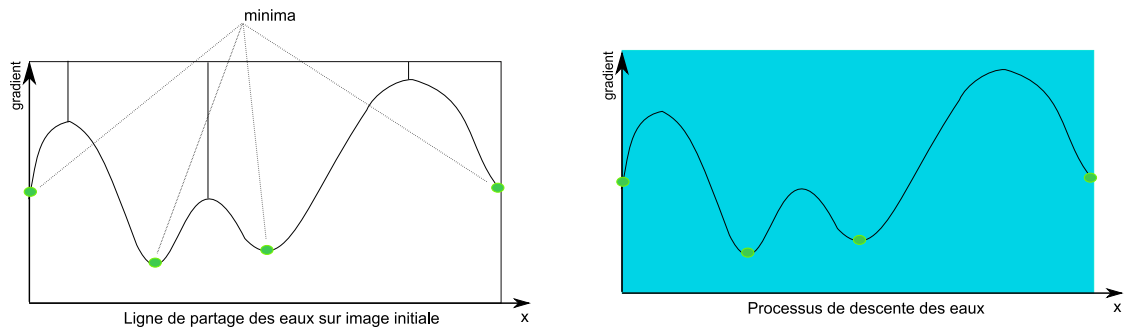 minima
gradient
x
Ligne de partage des eaux sur image initiale
gradient
x
Processus de descente des eaux